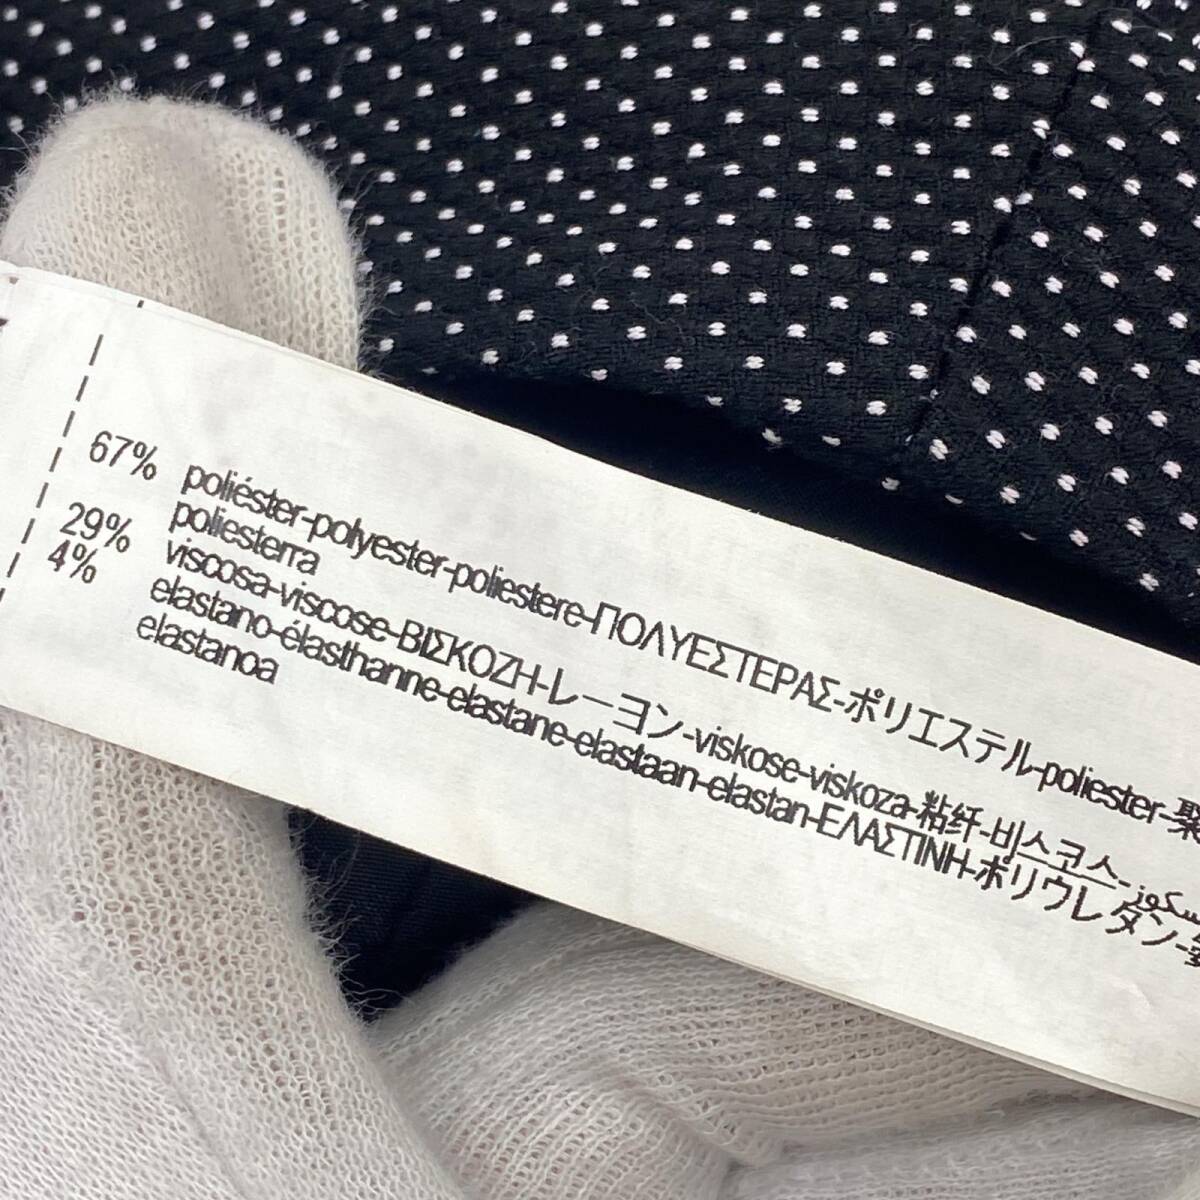 67% poliéster-polyester-poliestere-ΠΟΛΥΕΣΤΕΡΑΣ-ポリエステル-poliester-聚
poliesterra
29% viscosa-viscose-ΒΙΣΚΟΖΗ-レーヨン-viskose-viskoza-粘纤-비스코스-
4% elastano-élasthanne-elastane-elastaan-elastan-ΕΛΑΣΤΙΝΗ-ポリウレタン-
elastanoa